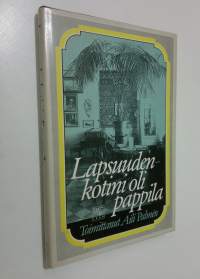 Lapsuuden-
kotini oli
pappila
Toimittanut Aili Palmén